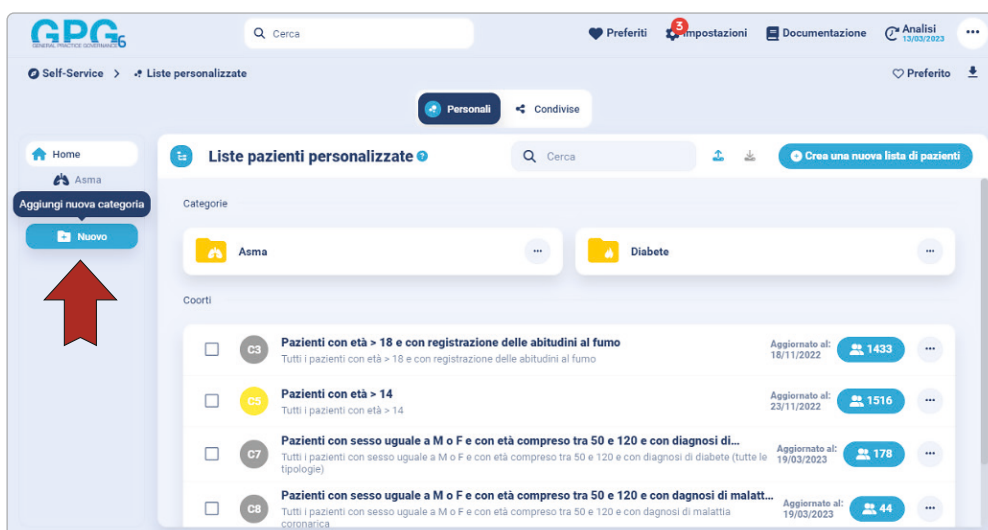 GPG6
GENERAL PRACTICE GOVERNANCE
Cerca
Preferiti
3
Impostazioni
Documentazione
Analisi
13/03/2023
Self-Service > Liste personalizzate
Preferito
Personali
Condivise
Home
Asma
Aggiungi nuova categoria
Nuovo
Liste pazienti personalizzate ?
Cerca
Crea una nuova lista di pazienti
Categorie
Asma
Diabete
Coorti
C3
Pazienti con età > 18 e con registrazione delle abitudini al fumo
Tutti i pazienti con età > 18 e con registrazione delle abitudini al fumo
Aggiornato al:
18/11/2022
1433
C5
Pazienti con età > 14
Tutti i pazienti con età > 14
Aggiornato al:
23/11/2022
1516
C7
Pazienti con sesso uguale a M o F e con età compreso tra 50 e 120 e con diagnosi di...
Tutti i pazienti con sesso uguale a M o F e con età compreso tra 50 e 120 e con diagnosi di diabete (tutte le
tipologie)
Aggiornato al:
19/03/2023
178
C8
Pazienti con sesso uguale a M o F e con età compreso tra 50 e 120 e con dagnosi di malatt...
Tutti i pazienti con sesso uguale a M o F e con età compreso tra 50 e 120 e con dagnosi di malattia
coronarica
Aggiornato al:
19/03/2023
44